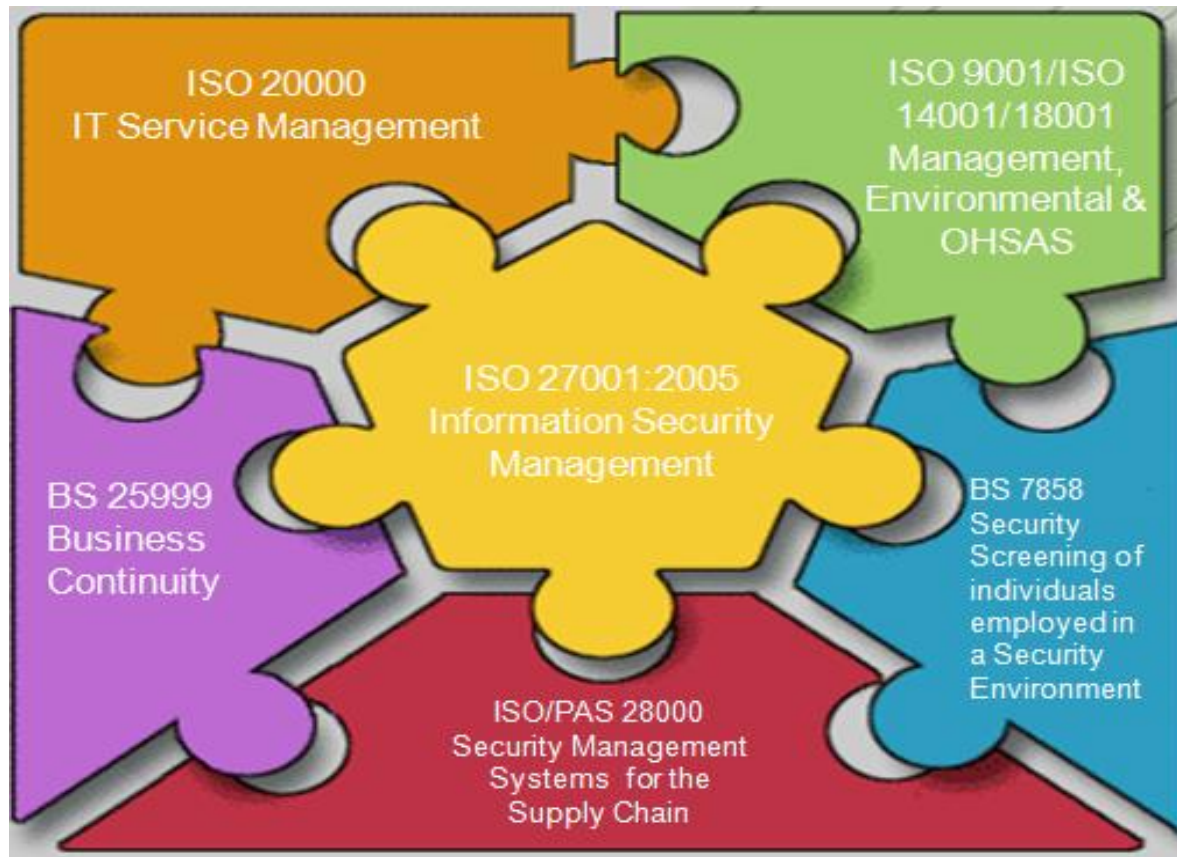 ISO 20000
IT Service Management
ISO 9001/ISO
14001/18001
Management,
Environmental &
OHSAS
ISO 27001:2005
Information Security
Management
BS 25999
Business
Continuity
BS 7858
Security
Screening of
individuals
employed in
a Security
Environment
ISO/PAS 28000
Security Management
Systems for the
Supply Chain